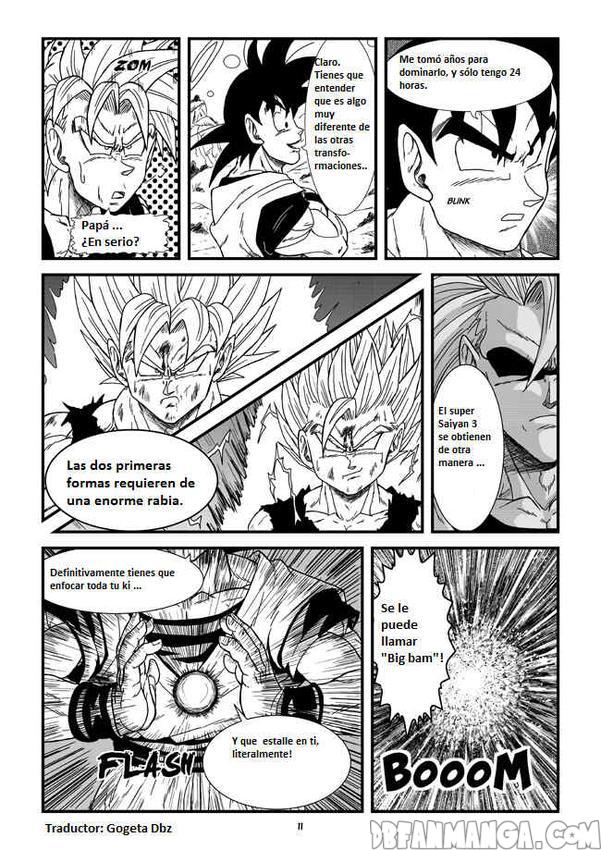 ZOM
Papá ...
¿En serio?
Claro.
Tienes que
entender
que es algo
muy
diferente de
las otras
transfo-
rmaciones..
Me tomó años para
dominarlo, y sólo tengo 24
horas.
BLINK
Las dos primeras
formas requieren de
una enorme rabia.
El super
Saiyan 3
se obtienen
de otra
manera ...
Definitivamente tienes que
enfocar toda tu ki ...
Y que estalle en ti,
literalmente!
FLASH
Se le
puede
llamar
"Big bam"!
BOOOM
Traductor: Gogeta Dbz
11
DBFANMANGA.COM